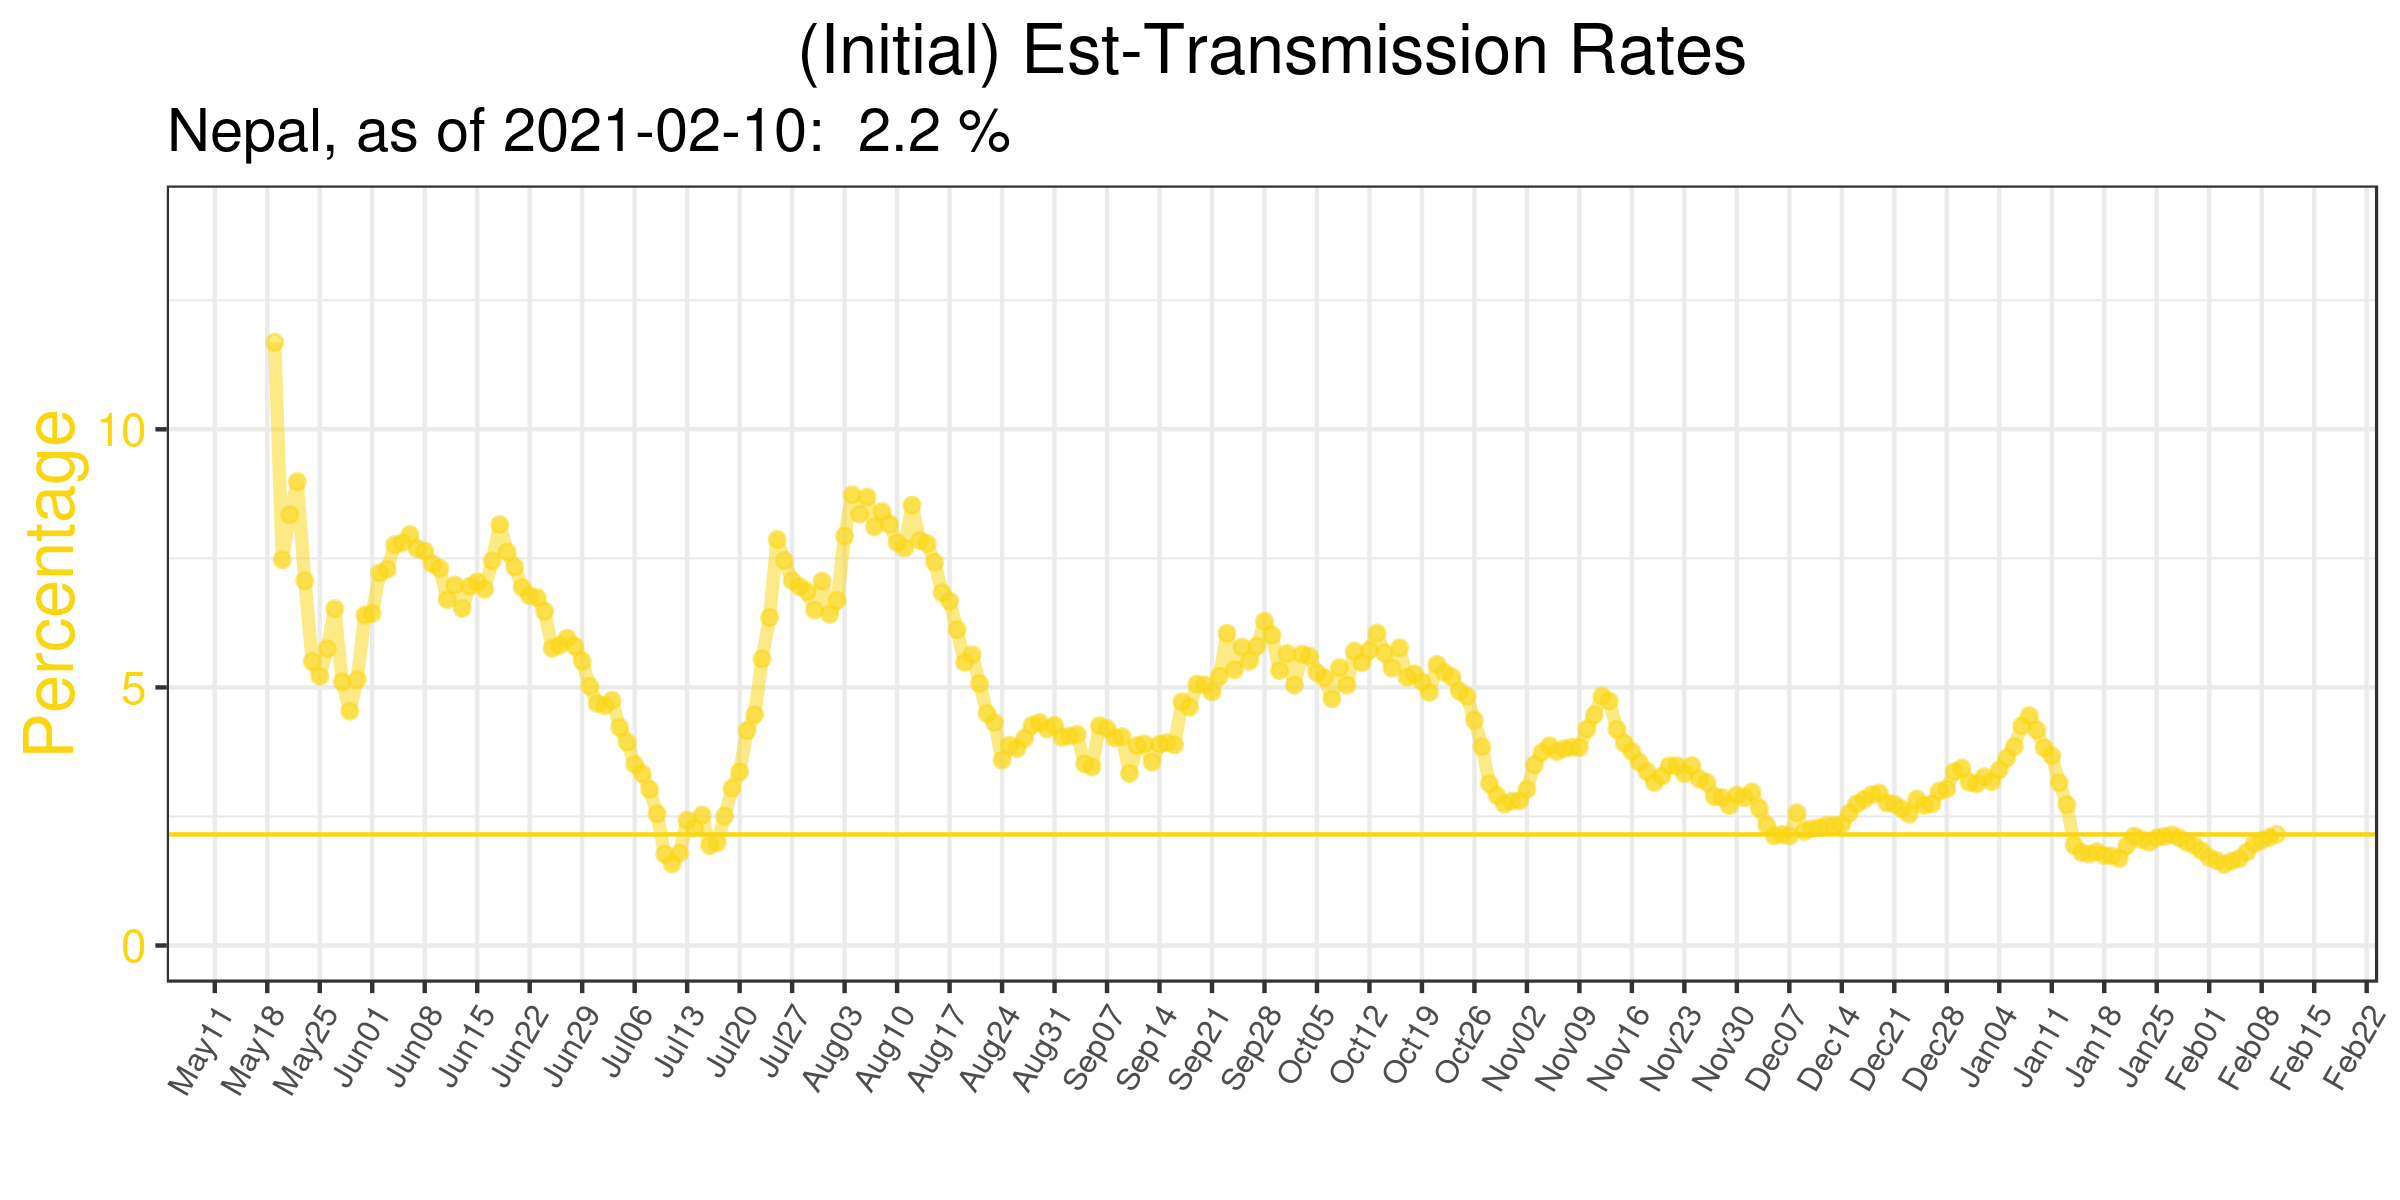 (Initial) Est-Transmission Rates
Nepal, as of 2021-02-10:  2.2 %
Percentage
10
5
0
May11
May18
May25
Jun01
Jun08
Jun15
Jun22
Jun29
Jul06
Jul13
Jul20
Jul27
Aug03
Aug10
Aug17
Aug24
Aug31
Sep07
Sep14
Sep21
Sep28
Oct05
Oct12
Oct19
Oct26
Nov02
Nov09
Nov16
Nov23
Nov30
Dec07
Dec14
Dec21
Dec28
Jan04
Jan11
Jan18
Jan25
Feb01
Feb08
Feb15
Feb22